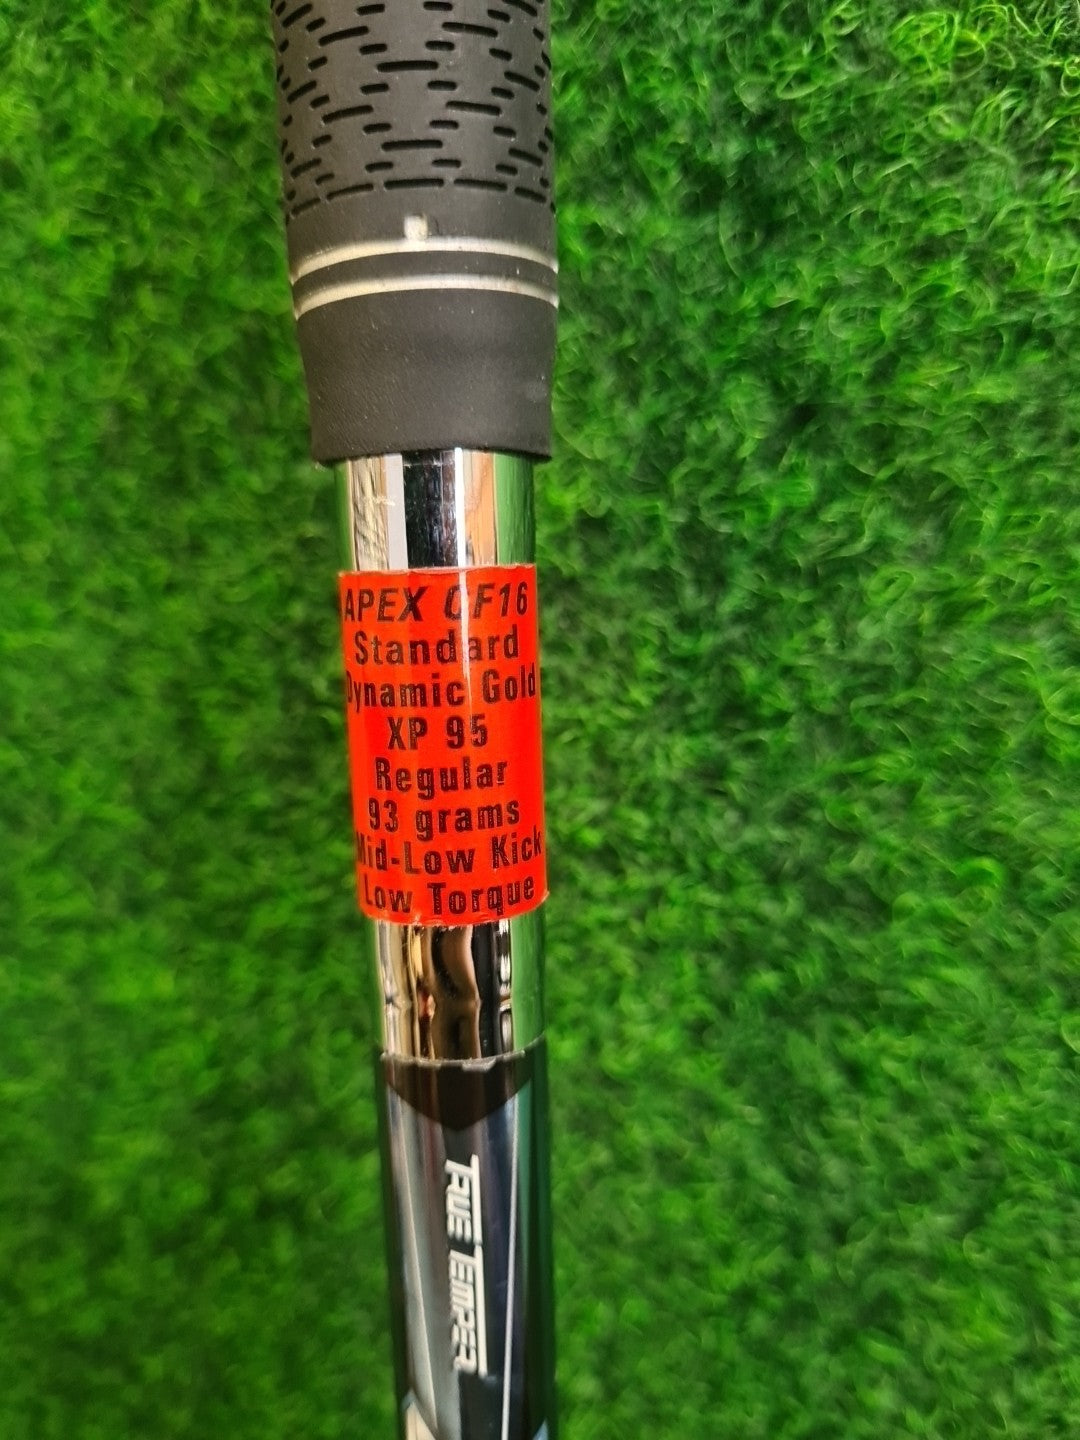 APEX CF16
Standard
Dynamic Gold
XP 95
Regular
93 grams
Mid-Low Kick
Low Torque
TRUE TEMPER